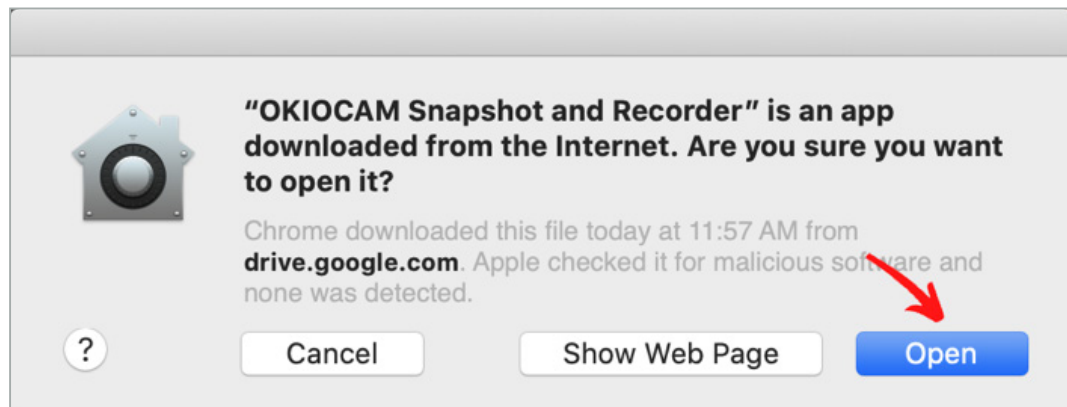 “OKIOCAM Snapshot and Recorder” is an app
downloaded from the Internet. Are you sure you want
to open it?
Chrome downloaded this file today at 11:57 AM from
drive.google.com. Apple checked it for malicious software and
none was detected.
?
Cancel
Show Web Page
Open